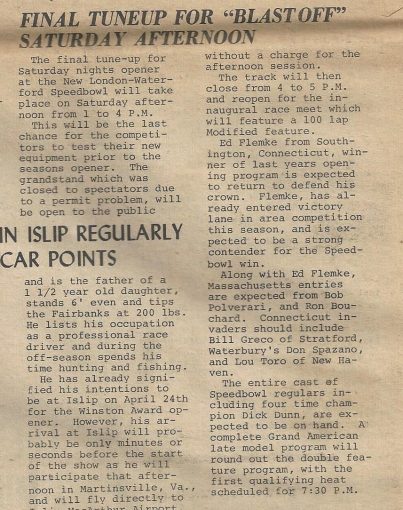 FINAL TUNEUP FOR "BLAST OFF"
SATURDAY AFTERNOON
The final tune-up for
Saturday nights opener
at the New London-Water-
ford Speedbowl will take
place on Saturday after-
noon from 1 to 4 P.M.
This will be the last
chance for the competi-
tors to test their new
equipment prior to the
seasons opener. The
grandstand which was
closed to spectators due
to a permit problem, will
be open to the public
without a charge for the
afternoon session.
The track will then
close from 4 to 5 P.M.
and reopen for the in-
augural race meet which
will feature a 100 lap
Modified feature.
Ed Flemke from South-
ington, Connecticut, win-
ner of last years open-
ing program is expected
to return to defend his
crown. Flemke, has al-
ready entered victory
lane in area competition
this season, and is ex-
pected to be a strong
contender for the Speed-
bowl win.
Along with Ed Flemke,
Massachusetts entries
are expected from Bob
Polverari, and Ron Bou-
chard. Connecticut in-
vaders should include
Bill Greco of Stratford,
Waterbury's Don Spazano,
and Lou Toro of New Ha-
ven.
The entire cast of
Speedbowl regulars in-
cluding four time cham-
pion Dick Dunn, are ex-
pected to be on hand. A
complete Grand American
late model program will
round out the double fea-
ture program, with the
first qualifying heat
scheduled for 7:30 P.M.
IN ISLIP REGULARLY
CAR POINTS
and is the father of a
1 1/2 year old daughter,
stands 6' even and tips
the Fairbanks at 200 lbs.
He lists his occupation
as a professional race
driver and during the
off-season spends his
time hunting and fishing.
He has already signi-
fied his intentions to
be at Islip on April 24th
for the Winston Award op-
ener. However, his ar-
rival at Islip will prob-
ably be only minutes or
seconds before the start
of the show as he will
participate that after-
noon in Martinsville, Va.,
and will fly directly to
Islip MacArthur Airport